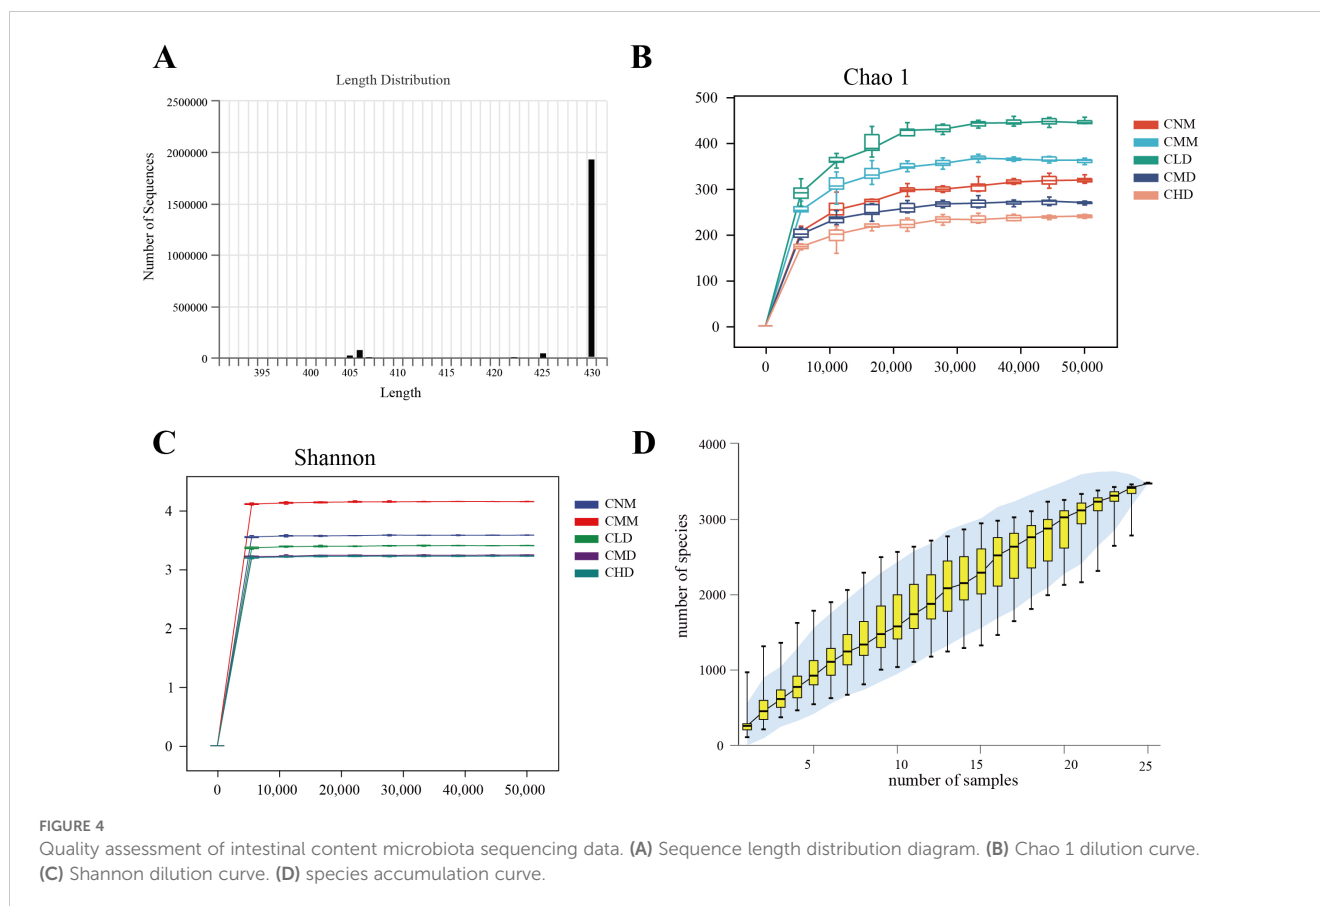 A
Length Distribution
2500000
2000000
1500000
1000000
500000
0
Number of Sequences
395 400 405 410 415 420 425 430
Length
B
Chao 1
500
400
300
200
100
0
0 10,000 20,000 30,000 40,000 50,000
CNM
CMM
CLD
CMD
CHD
C
Shannon
4
3
2
1
0
0 10,000 20,000 30,000 40,000 50,000
CNM
CMM
CLD
CMD
CHD
D
4000
3000
2000
1000
0
number of species
5 10 15 20 25
number of samples
FIGURE 4
Quality assessment of intestinal content microbiota sequencing data. (A) Sequence length distribution diagram. (B) Chao 1 dilution curve.
(C) Shannon dilution curve. (D) species accumulation curve.